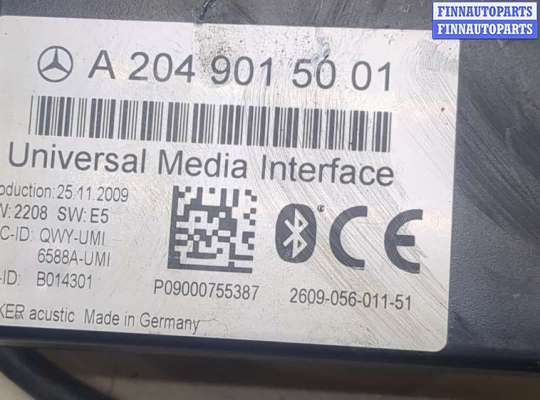 FINNAUTOPARTS
FINNAUTOPARTS
A 204 901 50 01
Universal Media Interface
oduction: 25.11.2009
V: 2208 SW: E5
C-ID: QWY-UMI
6588A-UMI
-ID: B014301
P09000755387
2609-056-011-51
KER acustic Made in Germany